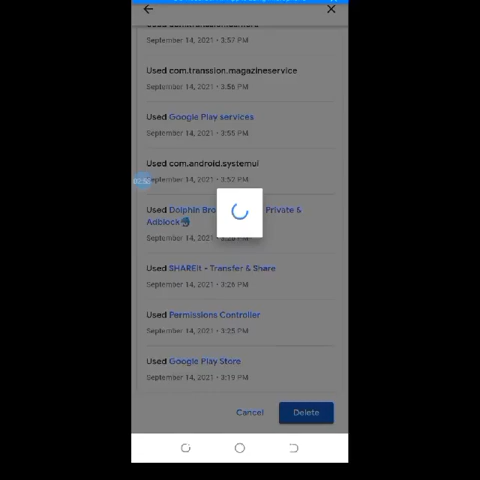 September 14, 2021 • 3:57 PM
Used com.transsion.magazineservice
September 14, 2021 • 3:56 PM
Used Google Play services
September 14, 2021 • 3:55 PM
Used com.android.systemui
September 14, 2021 • 3:52 PM
Used Dolphin Private &
Adblock
September 14, 2021 •
Used SHAREit - Transfer & Share
September 14, 2021 • 3:26 PM
Used Permissions Controller
September 14, 2021 • 3:25 PM
Used Google Play Store
September 14, 2021 • 3:19 PM
Cancel
Delete